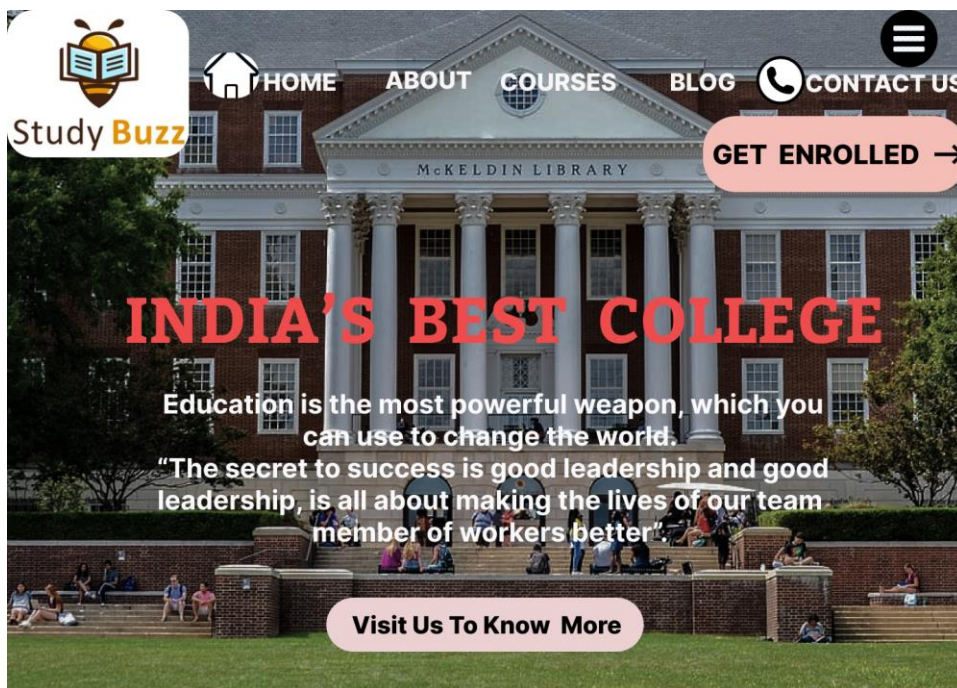 Study Buzz
HOME ABOUT COURSES BLOG CONTACT US
GET ENROLLED →
McKELDIN LIBRARY
INDIA’S BEST COLLEGE
Education is the most powerful weapon, which you
can use to change the world.
“The secret to success is good leadership and good
leadership, is all about making the lives of our team
member of workers better”
Visit Us To Know More